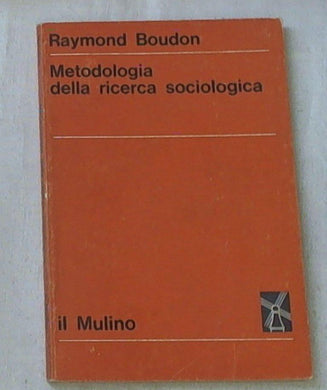 Raymond Boudon
Metodologia
della ricerca sociologica
il Mulino